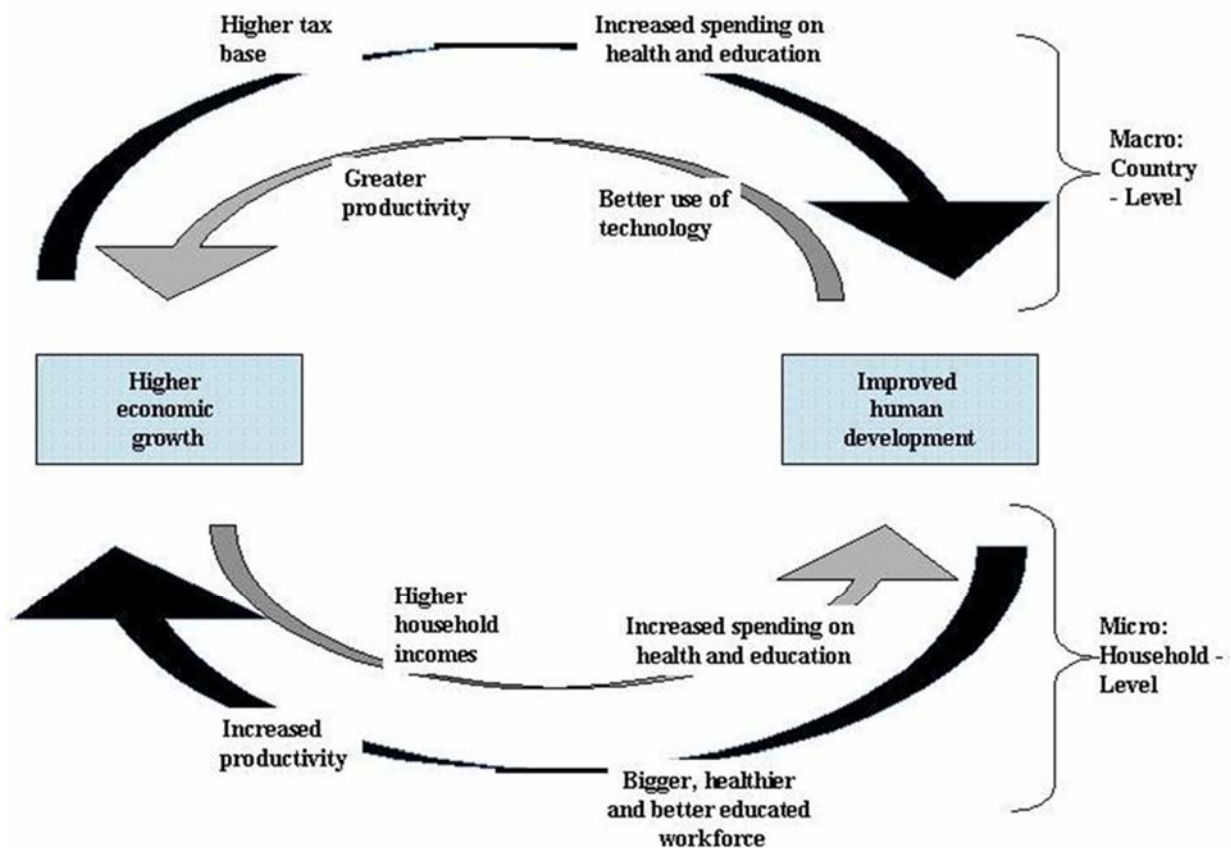 Higher tax
base
Increased spending on
health and education
Greater
productivity
Better use of
technology
Macro:
Country
- Level
Higher
economic
growth
Improved
human
development
Higher
household
incomes
Increased spending on
health and education
Micro:
Household -
Level
Increased
productivity
Bigger, healthier
and better educated
workforce